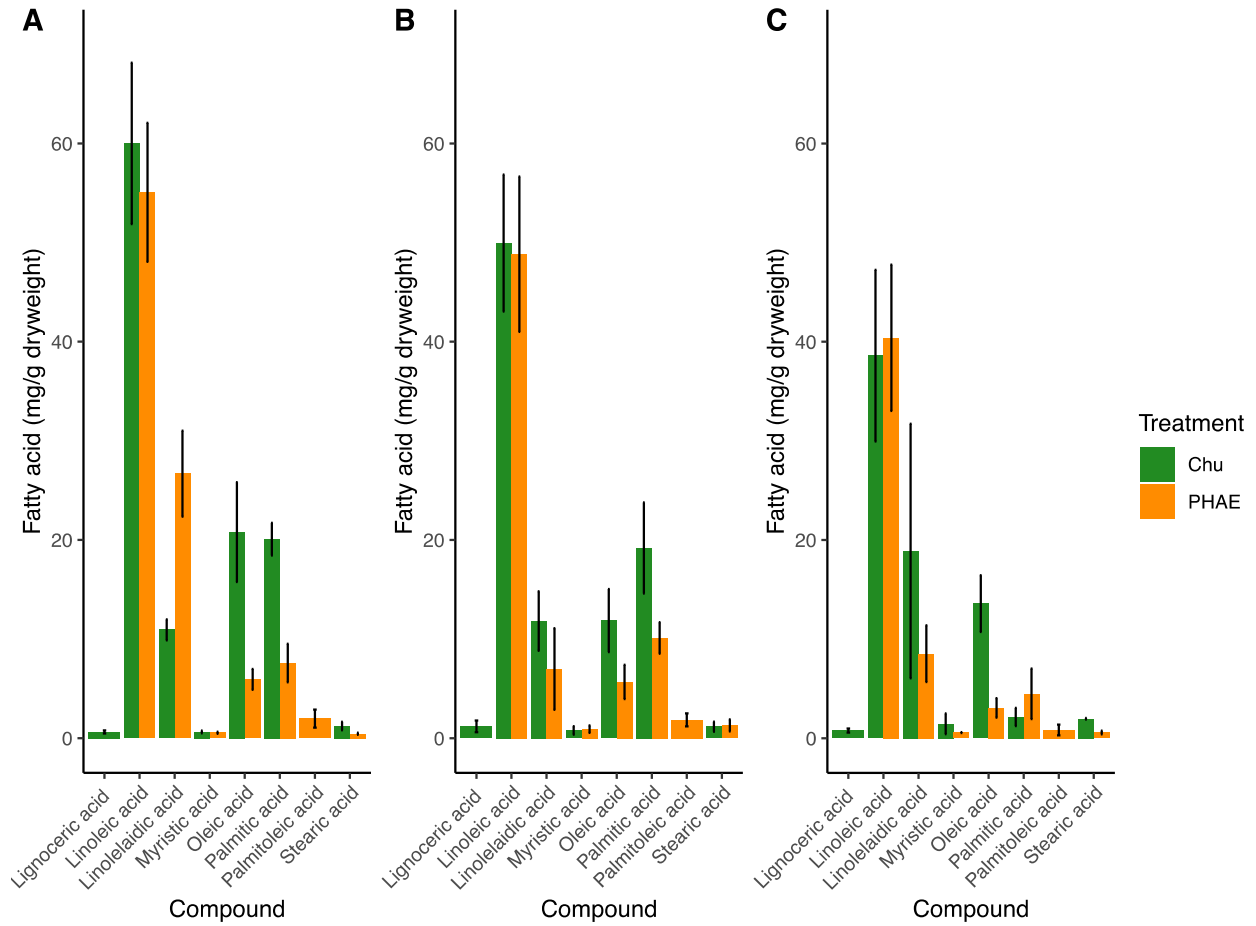 A
Fatty acid (mg/g dryweight)
60
40
20
0
Lignoceric acid
Linoleic acid
Linolelaidic acid
Myristic acid
Oleic acid
Palmitic acid
Palmitoleic acid
Stearic acid
Compound
B
Fatty acid (mg/g dryweight)
60
40
20
0
Lignoceric acid
Linoleic acid
Linolelaidic acid
Myristic acid
Oleic acid
Palmitic acid
Palmitoleic acid
Stearic acid
Compound
C
Fatty acid (mg/g dryweight)
60
40
20
0
Lignoceric acid
Linoleic acid
Linolelaidic acid
Myristic acid
Oleic acid
Palmitic acid
Palmitoleic acid
Stearic acid
Compound
Treatment
Chu
PHAE